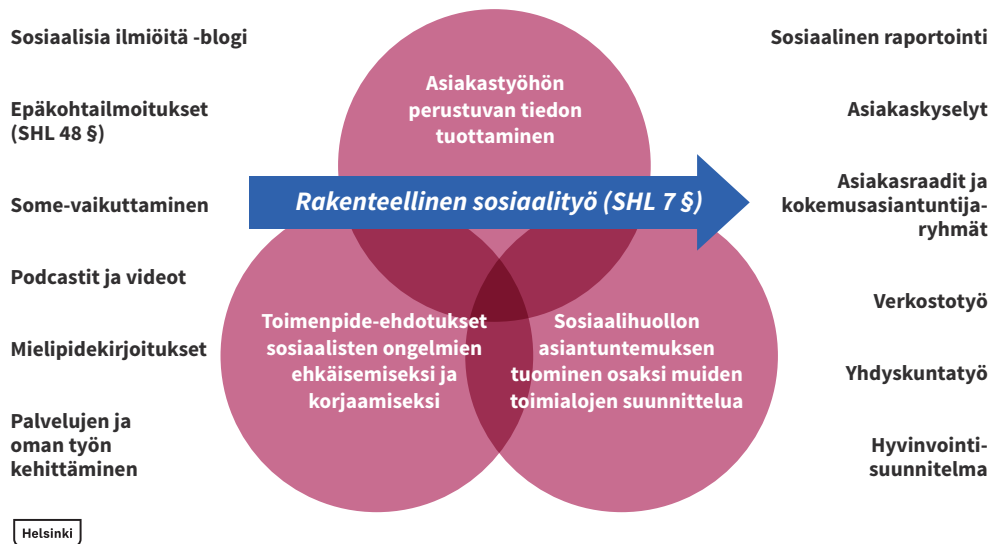 Sosiaalisia ilmiöitä -blogi
Epäkohtailmoitukset
(SHL 48 §)
Some-vaikuttaminen
Podcastit ja videot
Mielipidekirjoitukset
Palvelujen ja
oman työn
kehittäminen
Asiakastyöhön
perustuvan tiedon
tuottaminen
Rakenteellinen sosiaalityö (SHL 7 §)
Toimenpide-ehdotukset
sosiaalisten ongelmien
ehkäisemiseksi ja
korjaamiseksi
Sosiaalihuollon
asiantuntemuksen
tuominen osaksi muiden
toimialojen suunnittelua
Sosiaalinen raportointi
Asiakaskyselyt
Asiakasraadit ja
kokemusasiantuntija-
ryhmät
Verkostotyö
Yhdyskuntatyö
Hyvinvointi-
suunnitelma
Helsinki